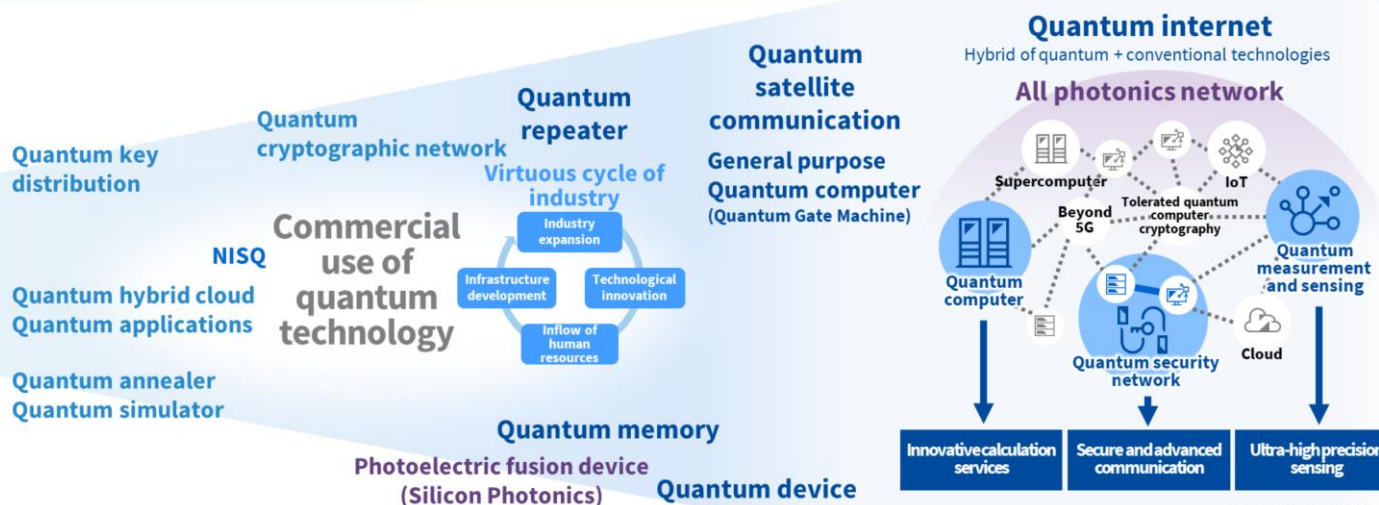 Quantum key
distribution
Quantum
cryptographic network
NISQ
Quantum hybrid cloud
Quantum applications
Quantum annealer
Quantum simulator
Commercial
use of
quantum
technology
Quantum
repeater
Virtuous cycle of
industry
Industry
expansion
Infrastructure
development
Technological
innovation
Inflow of
human
resources
Quantum memory
Photoelectric fusion device
(Silicon Photonics)
Quantum device
Quantum
satellite
communication
General purpose
Quantum computer
(Quantum Gate Machine)
Quantum internet
Hybrid of quantum + conventional technologies
All photonics network
Supercomputer
IoT
Beyond
5G
Tolerated quantum
computer
cryptography
Quantum
computer
Quantum
measurement
and sensing
Quantum security
network
Cloud
Innovative calculation
services
Secure and advanced
communication
Ultra-high precision
sensing